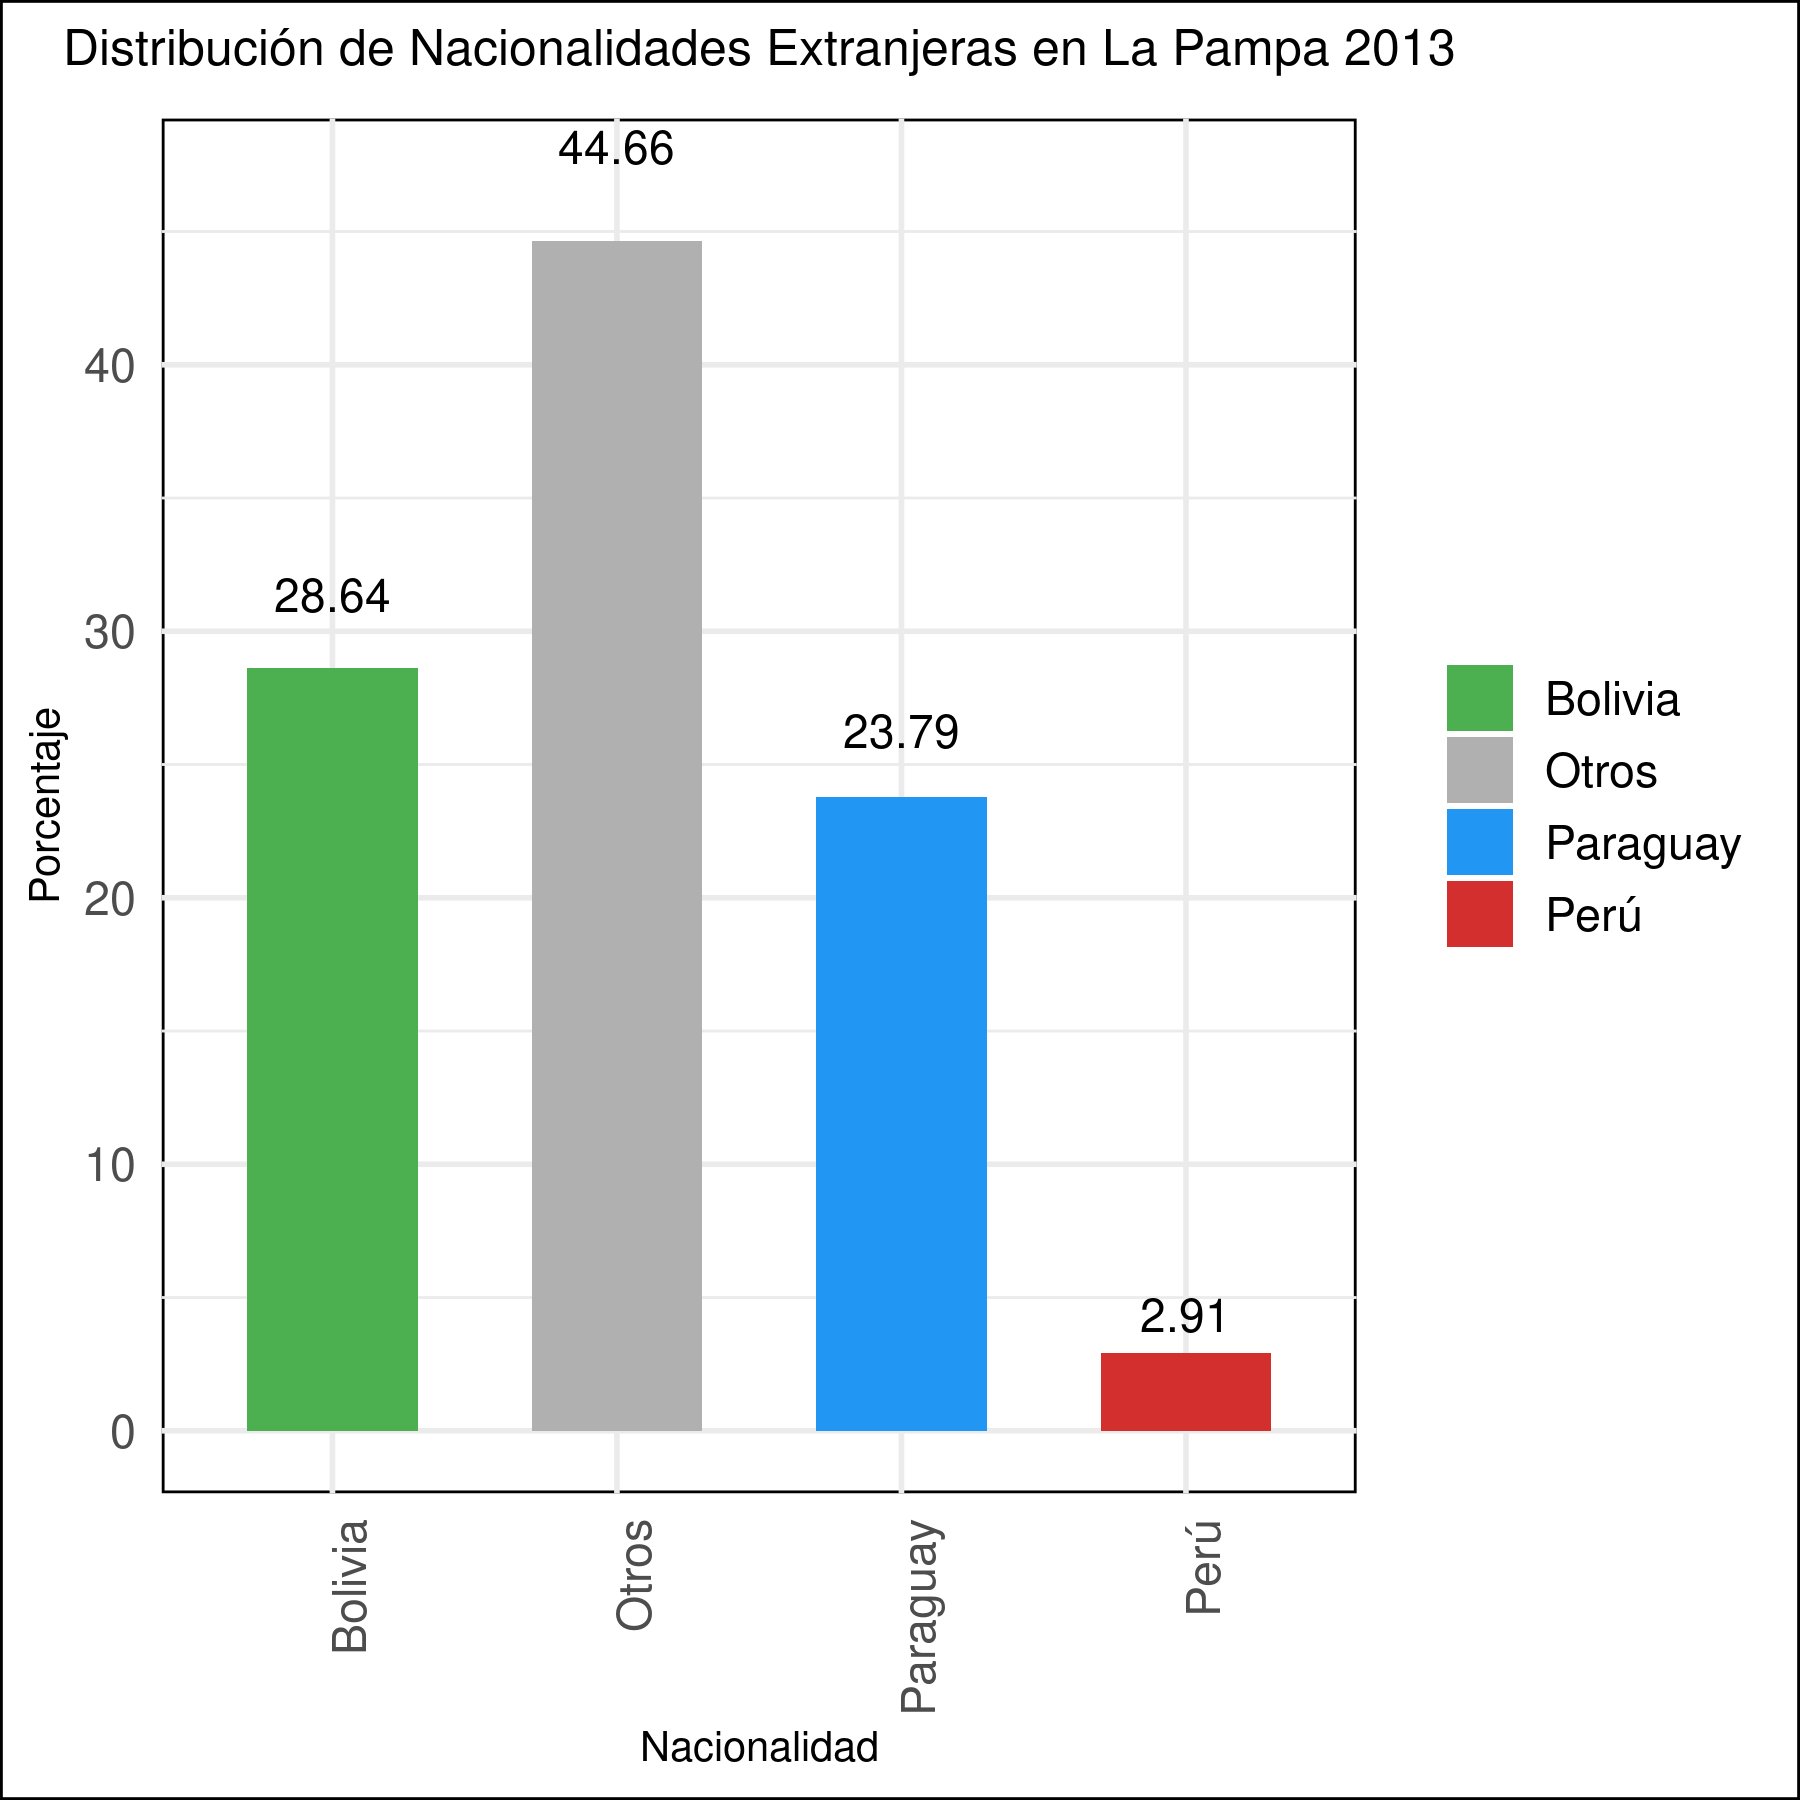 Distribución de Nacionalidades Extranjeras en La Pampa 2013
44.66
28.64
23.79
2.91
40
30
20
10
0
Porcentaje
Bolivia
Otros
Paraguay
Perú
Nacionalidad
Bolivia
Otros
Paraguay
Perú